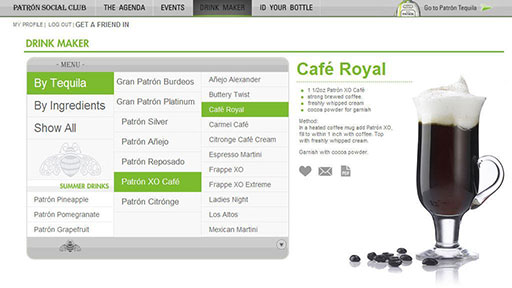 PATRÓN SOCIAL CLUB THE AGENDA EVENTS DRINK MAKER ID YOUR BOTTLE Go to Patrón Tequila
MY PROFILE | LOG OUT | GET A FRIEND IN
DRINK MAKER
- MENU -
By Tequila
By Ingredients
Show All
SUMMER DRINKS
Patrón Pineapple
Patrón Pomegranate
Patrón Grapefruit
Gran Patrón Burdeos
Gran Patrón Platinum
Patrón Silver
Patrón Añejo
Patrón Reposado
Patrón XO Café
Patrón Citrónge
Añejo Alexander
Buttery Twist
Café Royal
Carmel Café
Citronge Café Cream
Espresso Martini
Frappe XO
Frappe XO Extreme
Ladies Night
Los Altos
Mexican Martini
Café Royal
1 1/2oz Patrón XO Café
strong brewed coffee
freshly whipped cream
cocoa powder for garnish
Method:
In a heated coffee mug add Patrón XO,
fill to within 1 inch with coffee. Top
with freshly whipped cream.
Garnish with cocoa powder.